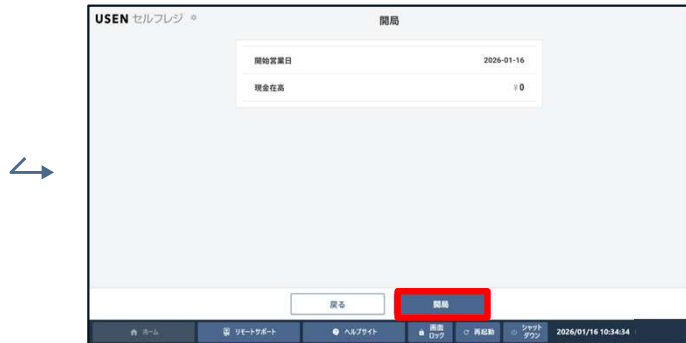 USEN セルフレジ
開局
開始営業日 2026-01-16
現金在高 ¥0
戻る 開局
ホーム リモートサポート ヘルプサイト 画面ロック 再起動 シャットダウン 2026/01/16 10:34:34